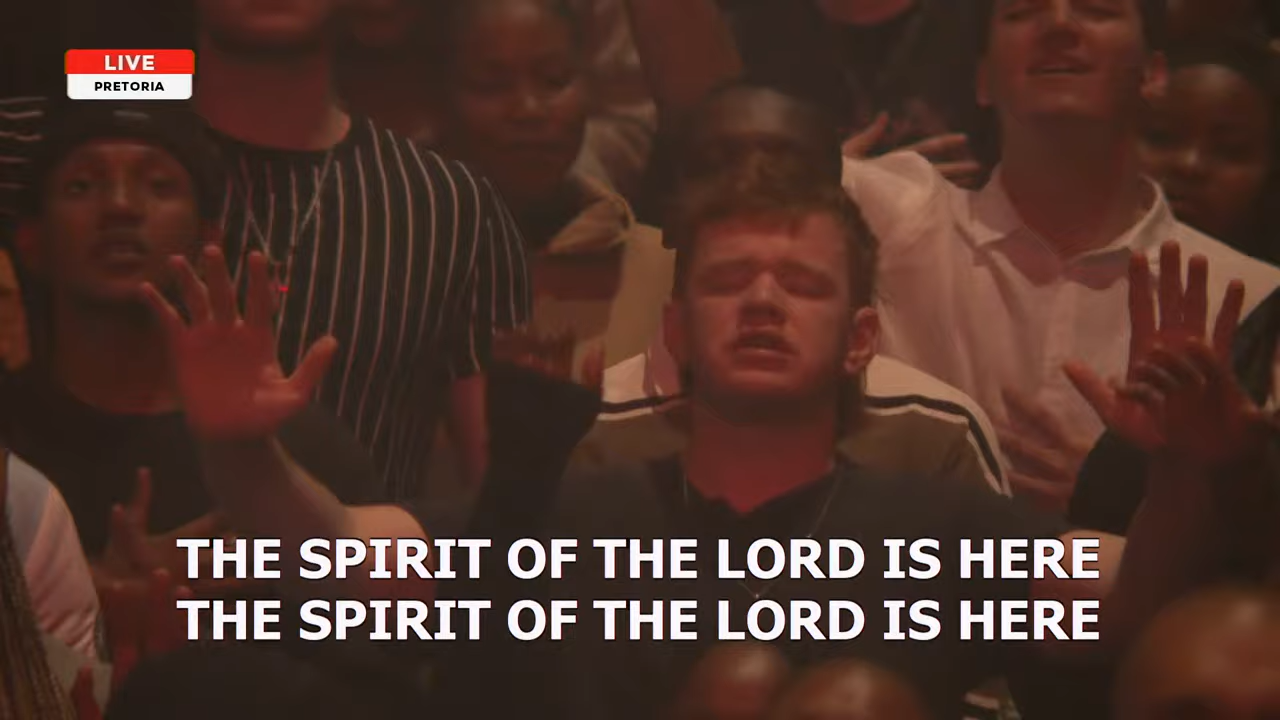 LIVE
PRETORIA
THE SPIRIT OF THE LORD IS HERE
THE SPIRIT OF THE LORD IS HERE